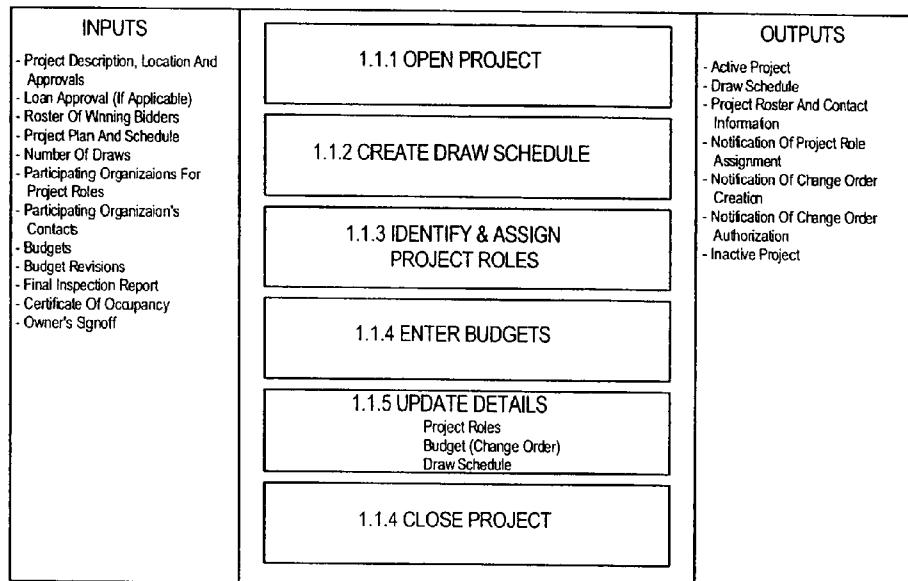 INPUTS
- Project Description, Location And
Approvals
- Loan Approval (If Applicable)
- Roster Of Winning Bidders
- Project Plan And Schedule
- Number Of Draws
- Participating Organizaions For
Project Roles
- Participating Organizaion's
Contacts
- Budgets
- Budget Revisions
- Final Inspection Report
- Certificate Of Occupancy
- Owner's Signoff
1.1.1 OPEN PROJECT
1.1.2 CREATE DRAW SCHEDULE
1.1.3 IDENTIFY & ASSIGN
PROJECT ROLES
1.1.4 ENTER BUDGETS
1.1.5 UPDATE DETAILS
Project Roles
Budget (Change Order)
Draw Schedule
1.1.4 CLOSE PROJECT
OUTPUTS
- Active Project
- Draw Schedule
- Project Roster And Contact
Information
- Notification Of Project Role
Assignment
- Notification Of Change Order
Creation
- Notification Of Change Order
Authorization
- Inactive Project